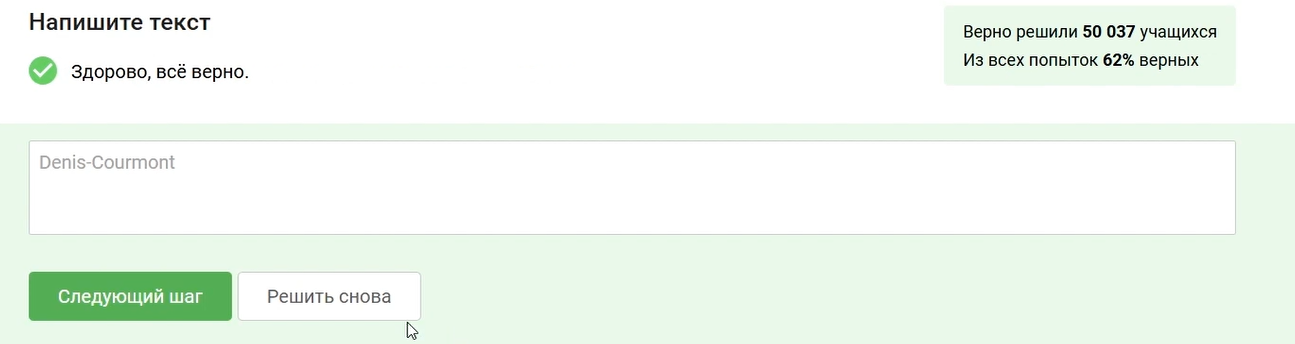 Напишите текст
Здорово, всё верно.
Верно решили 50 037 учащихся
Из всех попыток 62% верных
Denis-Courmont
Следующий шаг
Решить снова